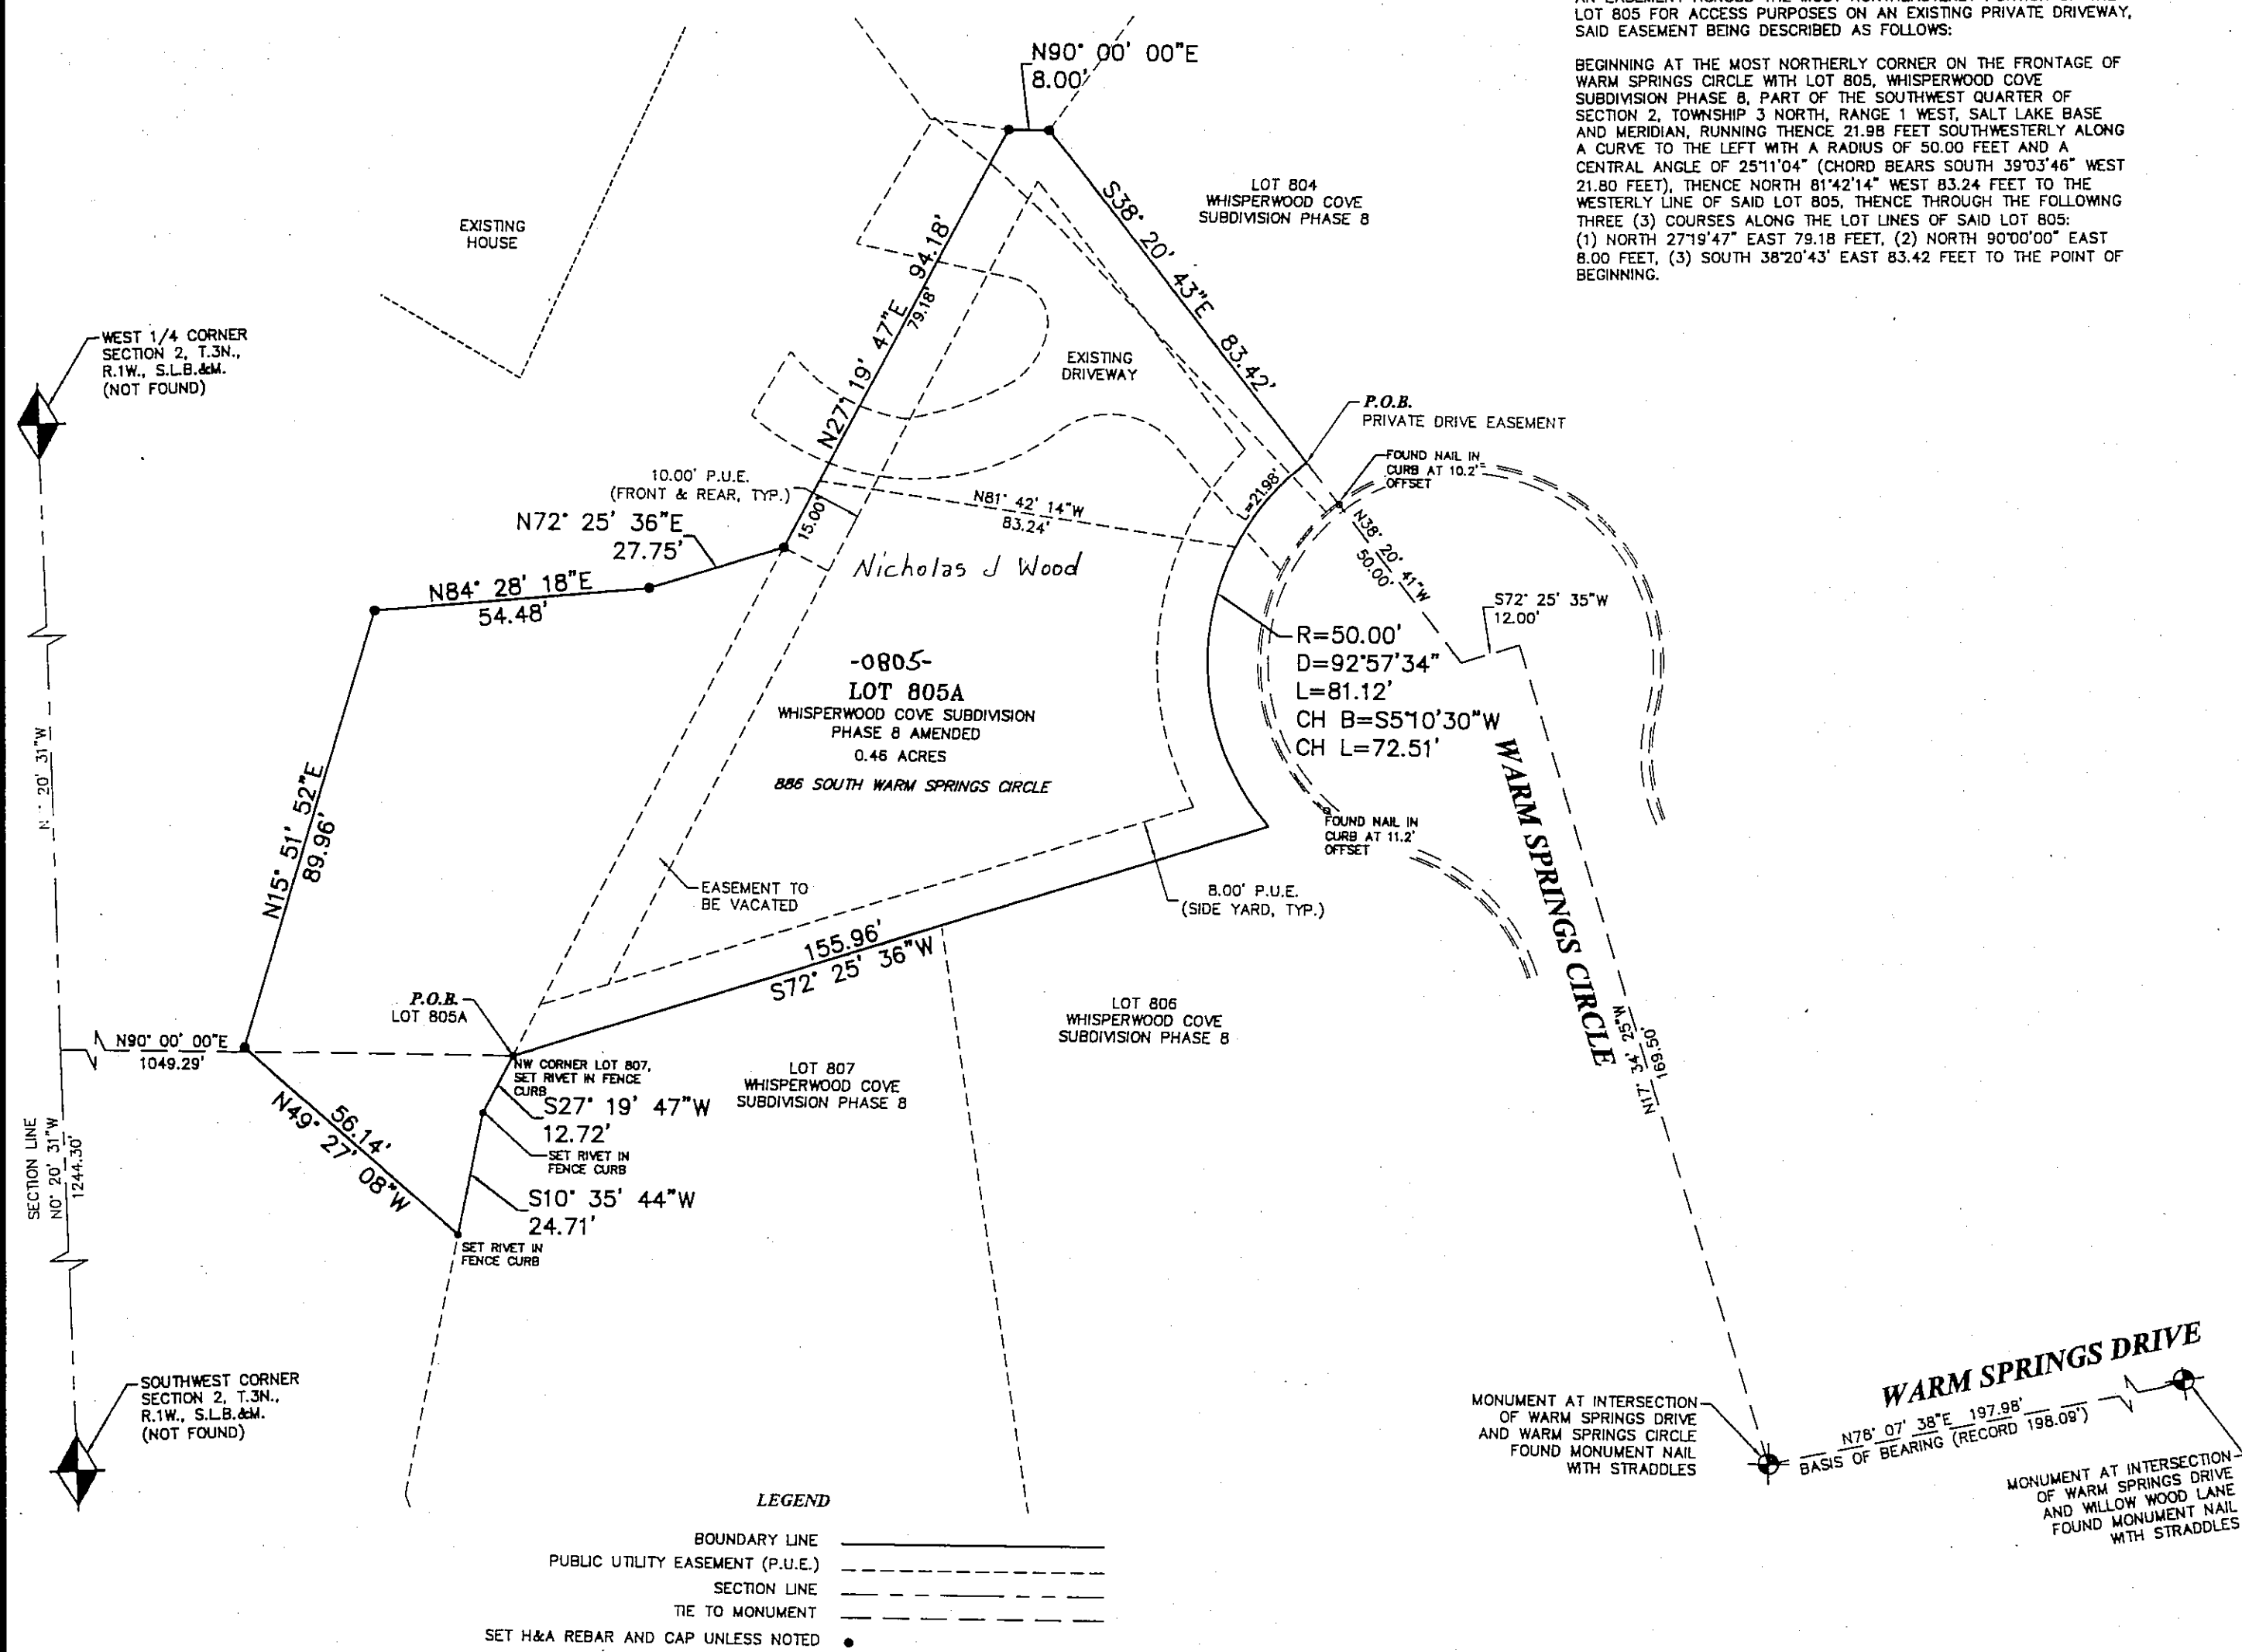 LOT 805 FOR ACCESS PURPOSES ON AN EXISTING PRIVATE DRIVEWAY,
SAID EASEMENT BEING DESCRIBED AS FOLLOWS:
BEGINNING AT THE MOST NORTHERLY CORNER ON THE FRONTAGE OF
WARM SPRINGS CIRCLE WITH LOT 805, WHISPERWOOD COVE
SUBDIVISION PHASE 8, PART OF THE SOUTHWEST QUARTER OF
SECTION 2, TOWNSHIP 3 NORTH, RANGE 1 WEST, SALT LAKE BASE
AND MERIDIAN, RUNNING THENCE 21.98 FEET SOUTHWESTERLY ALONG
A CURVE TO THE LEFT WITH A RADIUS OF 50.00 FEET AND A
CENTRAL ANGLE OF 25°11'04" (CHORD BEARS SOUTH 39°03'46" WEST
21.80 FEET), THENCE NORTH 81°42'14" WEST 83.24 FEET TO THE
WESTERLY LINE OF SAID LOT 805, THENCE THROUGH THE FOLLOWING
THREE (3) COURSES ALONG THE LOT LINES OF SAID LOT 805:
(1) NORTH 27°19'47" EAST 79.18 FEET, (2) NORTH 90°00'00" EAST
8.00 FEET, (3) SOUTH 38°20'43' EAST 83.42 FEET TO THE POINT OF
BEGINNING.
N90° 00' 00"E
8.00'
LOT 804
WHISPERWOOD COVE
SUBDIVISION PHASE 8
S38° 20' 43"E 83.42'
EXISTING
HOUSE
N27° 19' 47"E 94.18'
79.18'
EXISTING
DRIVEWAY
WEST 1/4 CORNER
SECTION 2, T.3N.,
R.1W., S.L.B.&M.
(NOT FOUND)
P.O.B.
PRIVATE DRIVE EASEMENT
FOUND NAIL IN
CURB AT 10.2'
OFFSET
10.00' P.U.E.
(FRONT & REAR, TYP.)
15.00'
N81° 42' 14"W
83.24'
L=21.98'
N38° 20' 41"W
50.00'
N72° 25' 36"E
27.75'
Nicholas J Wood
N84° 28' 18"E
54.48'
S72° 25' 35"W
12.00'
R=50.00'
D=92°57'34"
L=81.12'
CH B=S5°10'30"W
CH L=72.51'
-0805-
LOT 805A
WHISPERWOOD COVE SUBDIVISION
PHASE 8 AMENDED
0.46 ACRES
886 SOUTH WARM SPRINGS CIRCLE
20' 31"W
N15° 51' 52"E
89.96'
WARM SPRINGS CIRCLE
FOUND NAIL IN
CURB AT 11.2'
OFFSET
EASEMENT TO
BE VACATED
8.00' P.U.E.
(SIDE YARD, TYP.)
155.96'
S72° 25' 36"W
P.O.B.
LOT 805A
N90° 00' 00"E
1049.29'
NW CORNER LOT 807,
SET RIVET IN FENCE
CURB
LOT 807
WHISPERWOOD COVE
SUBDIVISION PHASE 8
LOT 806
WHISPERWOOD COVE
SUBDIVISION PHASE 8
N17° 34' 25"W
169.50'
S27° 19' 47"W
12.72'
SET RIVET IN
FENCE CURB
56.14'
N49° 27' 08"W
SECTION LINE
N0° 20' 31"W
1244.30'
S10° 35' 44"W
24.71'
SET RIVET IN
FENCE CURB
SOUTHWEST CORNER
SECTION 2, T.3N.,
R.1W., S.L.B.&M.
(NOT FOUND)
WARM SPRINGS DRIVE
N78° 07' 38"E 197.98'
BASIS OF BEARING (RECORD 198.09')
MONUMENT AT INTERSECTION
OF WARM SPRINGS DRIVE
AND WARM SPRINGS CIRCLE
FOUND MONUMENT NAIL
WITH STRADDLES
MONUMENT AT INTERSECTION
OF WARM SPRINGS DRIVE
AND WILLOW WOOD LANE
FOUND MONUMENT NAIL
WITH STRADDLES
LEGEND
BOUNDARY LINE
PUBLIC UTILITY EASEMENT (P.U.E.)
SECTION LINE
TIE TO MONUMENT
SET H&A REBAR AND CAP UNLESS NOTED